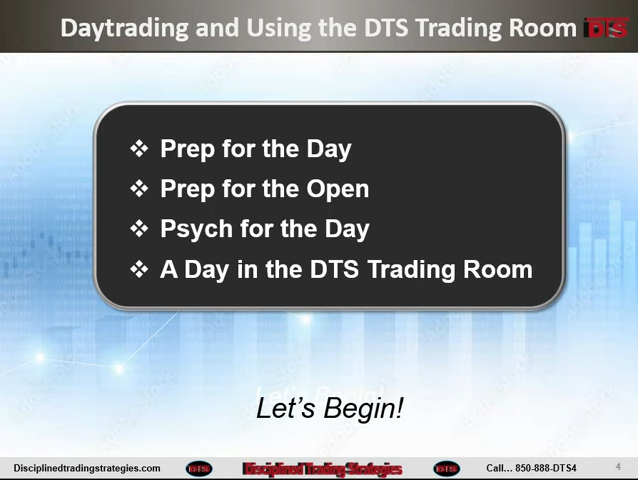 Daytrading and Using the DTS Trading Room
DTS
❖ Prep for the Day
❖ Prep for the Open
❖ Psych for the Day
❖ A Day in the DTS Trading Room
Let's Begin!
Disciplinedtradingstrategies.com
DTS
Disciplined Trading Strategies
DTS
Call... 850-888-DTS4
4